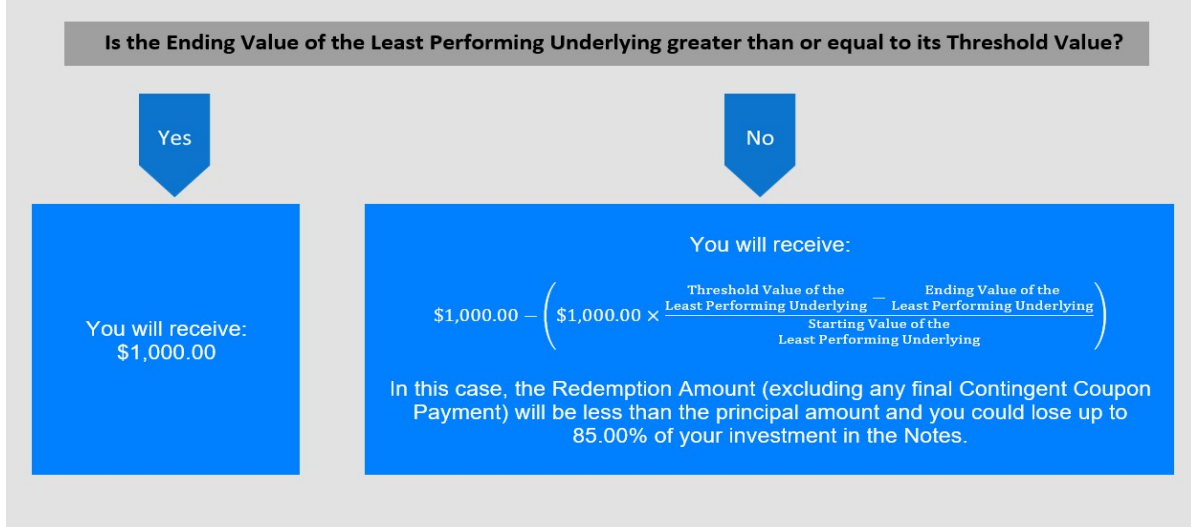 Is the Ending Value of the Least Performing Underlying greater than or equal to its Threshold Value?
Yes
No
You will receive:
$1,000.00
You will receive:
$1,000.00 − ( $1,000.00 ×
Threshold Value of the
Least Performing Underlying
−
Ending Value of the
Least Performing Underlying
Starting Value of the
Least Performing Underlying
)
In this case, the Redemption Amount (excluding any final Contingent Coupon
Payment) will be less than the principal amount and you could lose up to
85.00% of your investment in the Notes.